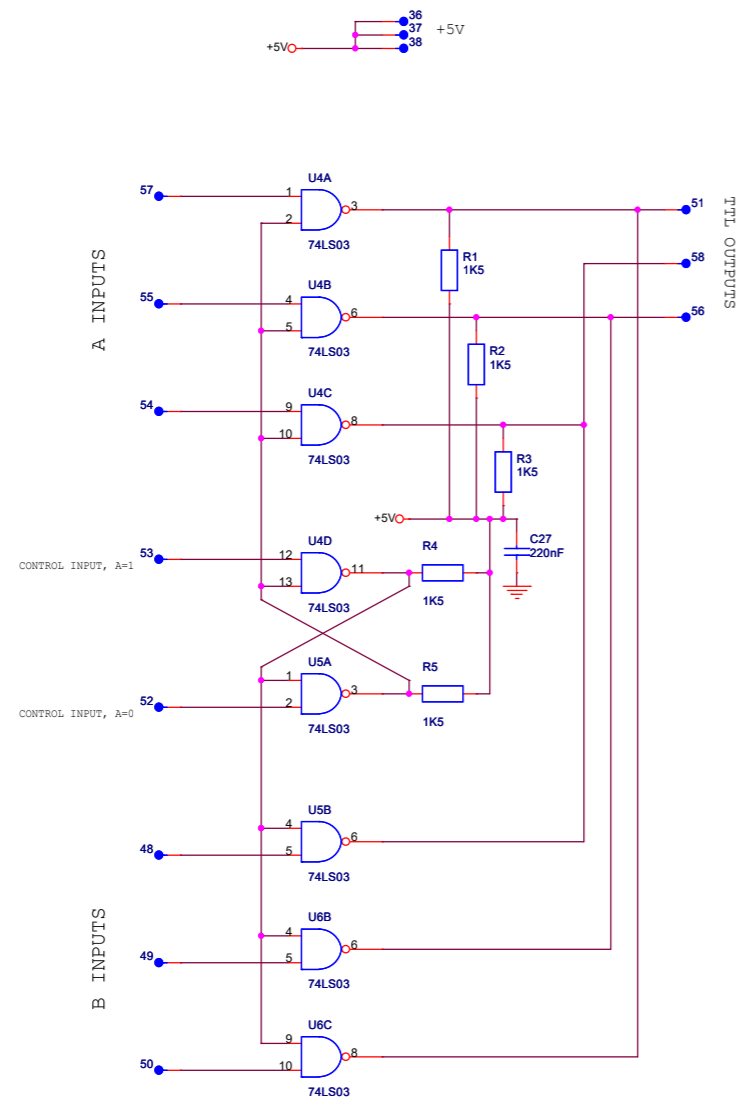 36
37
38
+5V
+5V
U4A
57
1
2
3
74LS03
51
58
56
TTL OUTPUTS
R1
1K5
A INPUTS
U4B
55
4
5
6
74LS03
R2
1K5
U4C
54
9
10
8
74LS03
R3
1K5
+5V
C27
220nF
U4D
53
CONTROL INPUT, A=1
12
13
11
74LS03
R4
1K5
U5A
52
CONTROL INPUT, A=0
1
2
3
74LS03
R5
1K5
U5B
48
4
5
6
74LS03
B INPUTS
U6B
49
4
5
6
74LS03
U6C
50
9
10
8
74LS03